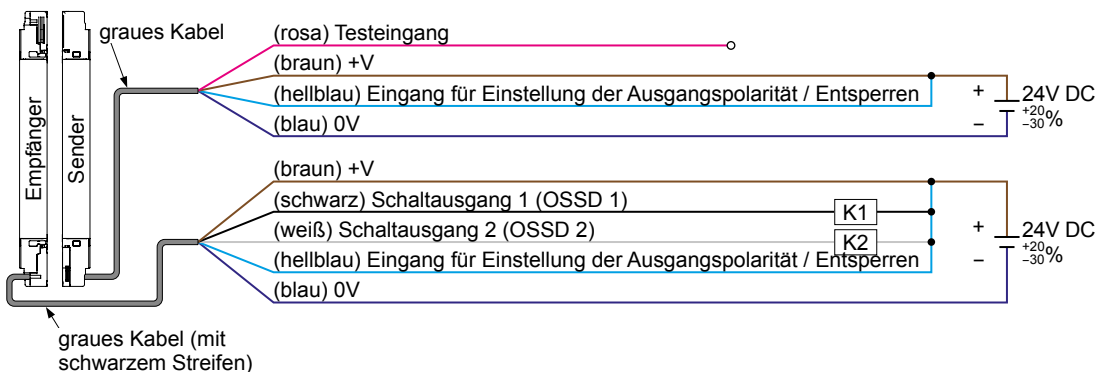 graues Kabel
Empfänger
Sender
(rosa) Testeingang
(braun) +V
(hellblau) Eingang für Einstellung der Ausgangspolarität / Entsperren
(blau) 0V
+
−
24V DC
+20
−30 %
(braun) +V
(schwarz) Schaltausgang 1 (OSSD 1)
K1
(weiß) Schaltausgang 2 (OSSD 2)
K2
(hellblau) Eingang für Einstellung der Ausgangspolarität / Entsperren
(blau) 0V
+
−
24V DC
+20
−30 %
graues Kabel (mit
schwarzem Streifen)